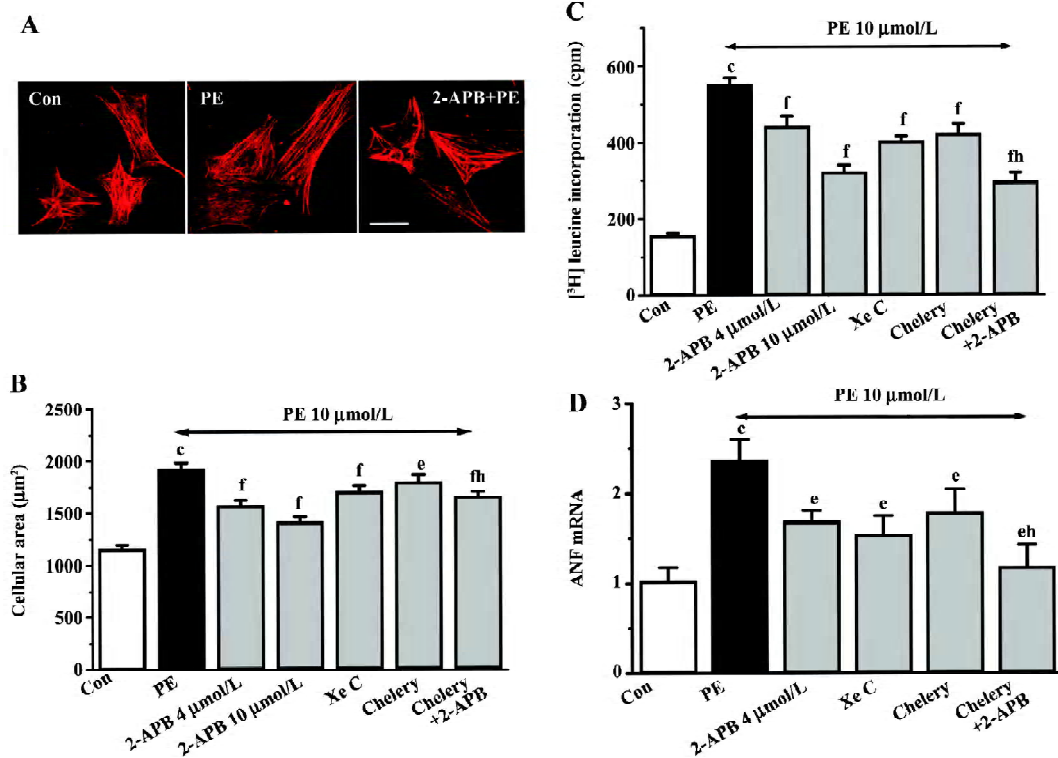 A
Con
PE
2-APB+PE
B
PE 10 μmol/L
Cellular area (μm²)
2500
2000
1500
1000
500
0
c
f
f
f
e
fh
Con
PE
2-APB 4 μmol/L
2-APB 10 μmol/L
Xe C
Chelery
Chelery
+2-APB
C
PE 10 μmol/L
[³H] leucine incorporation (cpm)
600
400
200
0
c
f
f
f
f
fh
Con
PE
2-APB 4 μmol/L
2-APB 10 μmol/L
Xe C
Chelery
Chelery
+2-APB
D
PE 10 μmol/L
ANF mRNA
3
2
1
0
c
e
e
e
eh
Con
PE
2-APB 4 μmol/L
Xe C
Chelery
Chelery
+2-APB